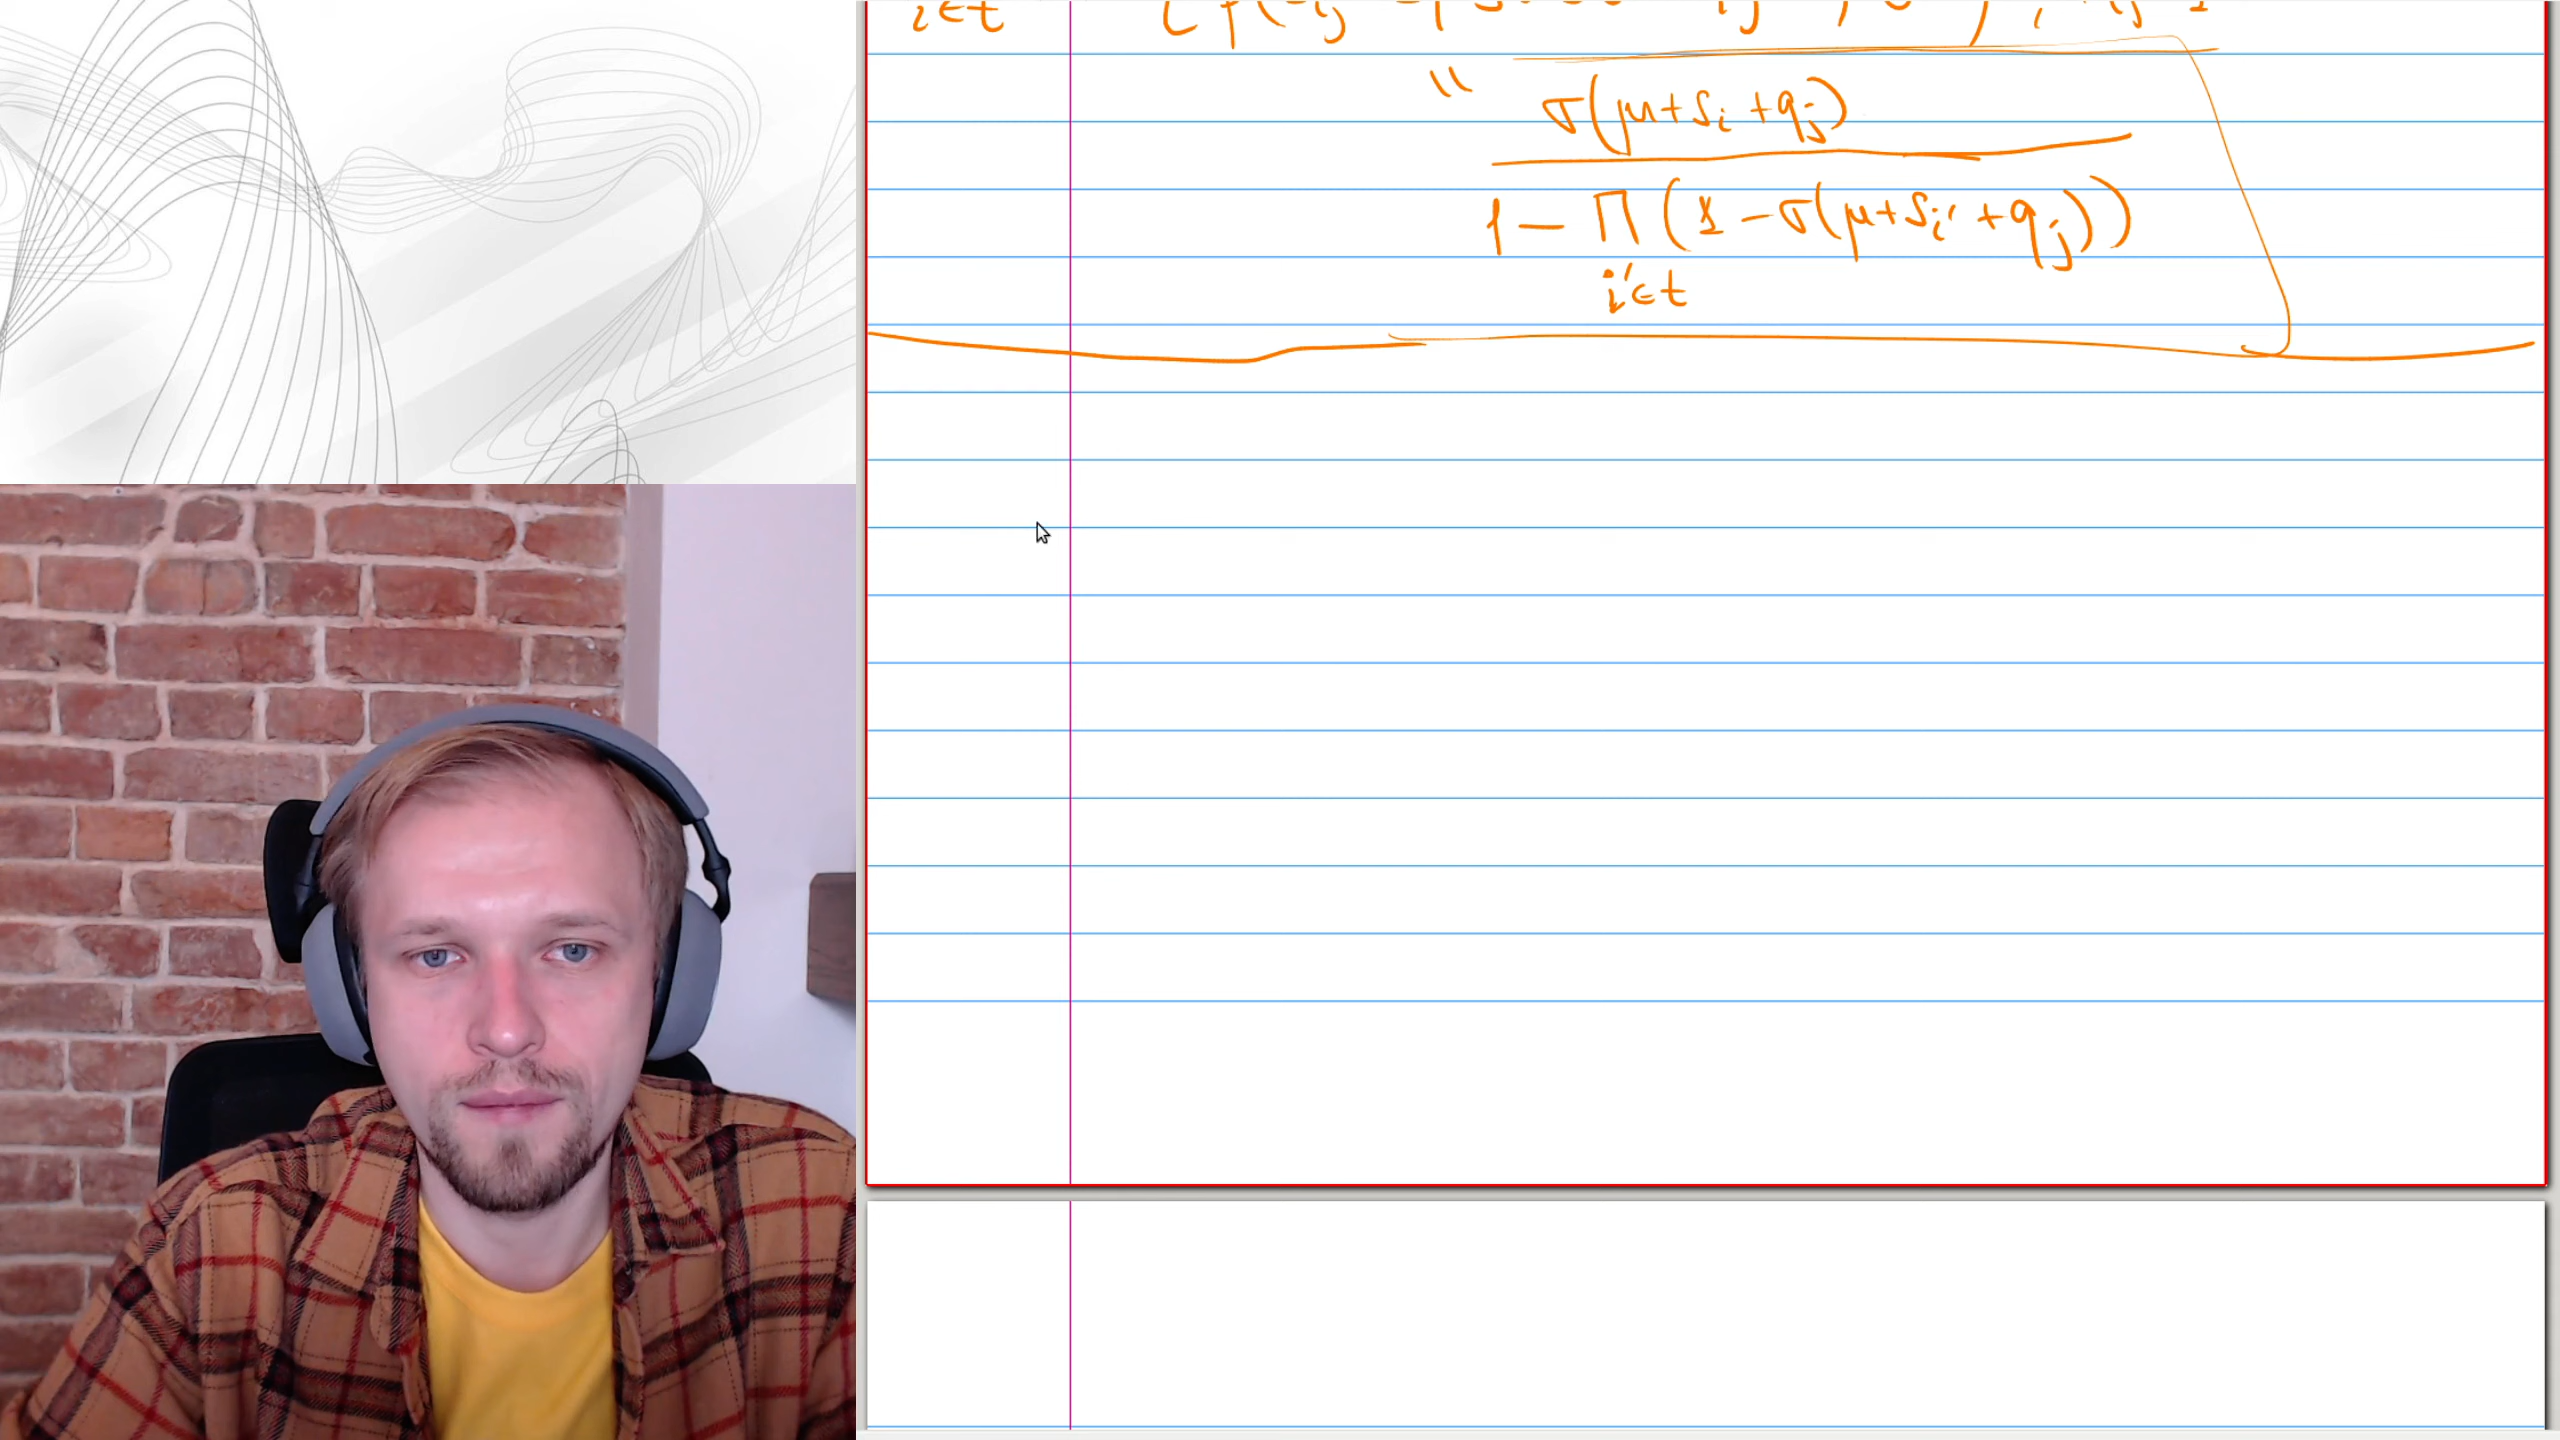 i∈t
"
σ(μ+s_i+q_j)
1 − ∏ (1 − σ(μ+s_i'+q_j))
i'∈t